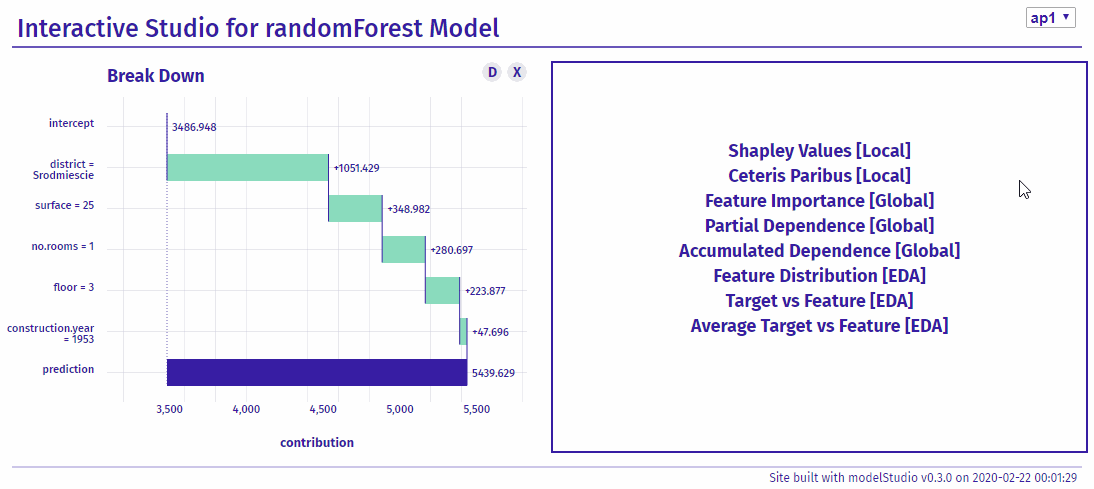 Interactive Studio for randomForest Model
ap1
Break Down
D X
intercept
3486.948
district =
Srodmiescie
+1051.429
surface = 25
+348.982
no.rooms = 1
+280.697
floor = 3
+223.877
construction.year
= 1953
+47.696
prediction
5439.629
3,500 4,000 4,500 5,000 5,500
contribution
Shapley Values [Local]
Ceteris Paribus [Local]
Feature Importance [Global]
Partial Dependence [Global]
Accumulated Dependence [Global]
Feature Distribution [EDA]
Target vs Feature [EDA]
Average Target vs Feature [EDA]
Site built with modelStudio v0.3.0 on 2020-02-22 00:01:29